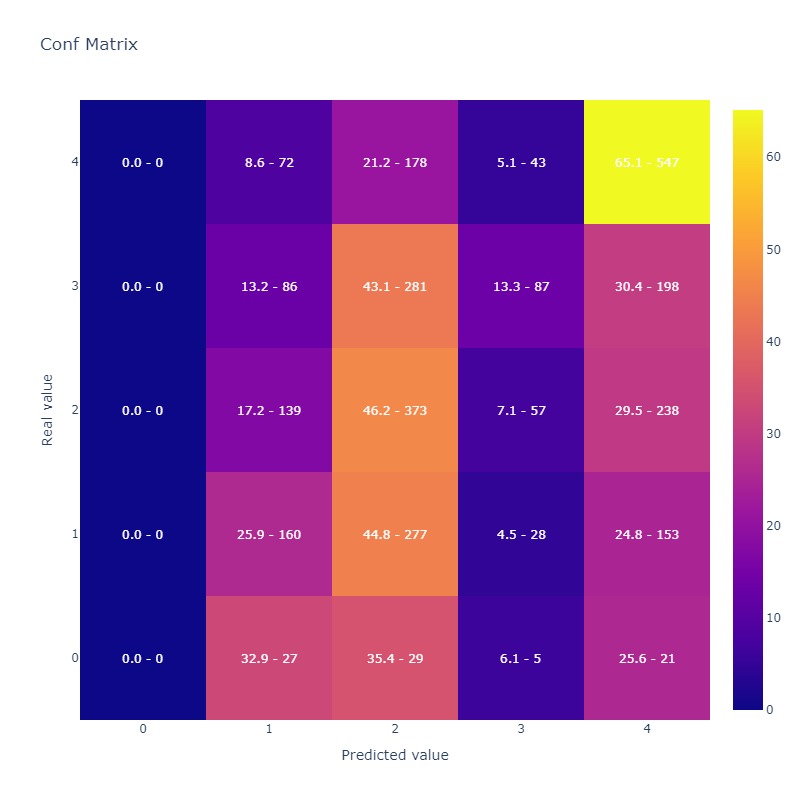 Conf Matrix
4 0.0 - 0 8.6 - 72 21.2 - 178 5.1 - 43 65.1 - 547
3 0.0 - 0 13.2 - 86 43.1 - 281 13.3 - 87 30.4 - 198
2 0.0 - 0 17.2 - 139 46.2 - 373 7.1 - 57 29.5 - 238
1 0.0 - 0 25.9 - 160 44.8 - 277 4.5 - 28 24.8 - 153
0 0.0 - 0 32.9 - 27 35.4 - 29 6.1 - 5 25.6 - 21
0 1 2 3 4
Predicted value
Real value
60
50
40
30
20
10
0